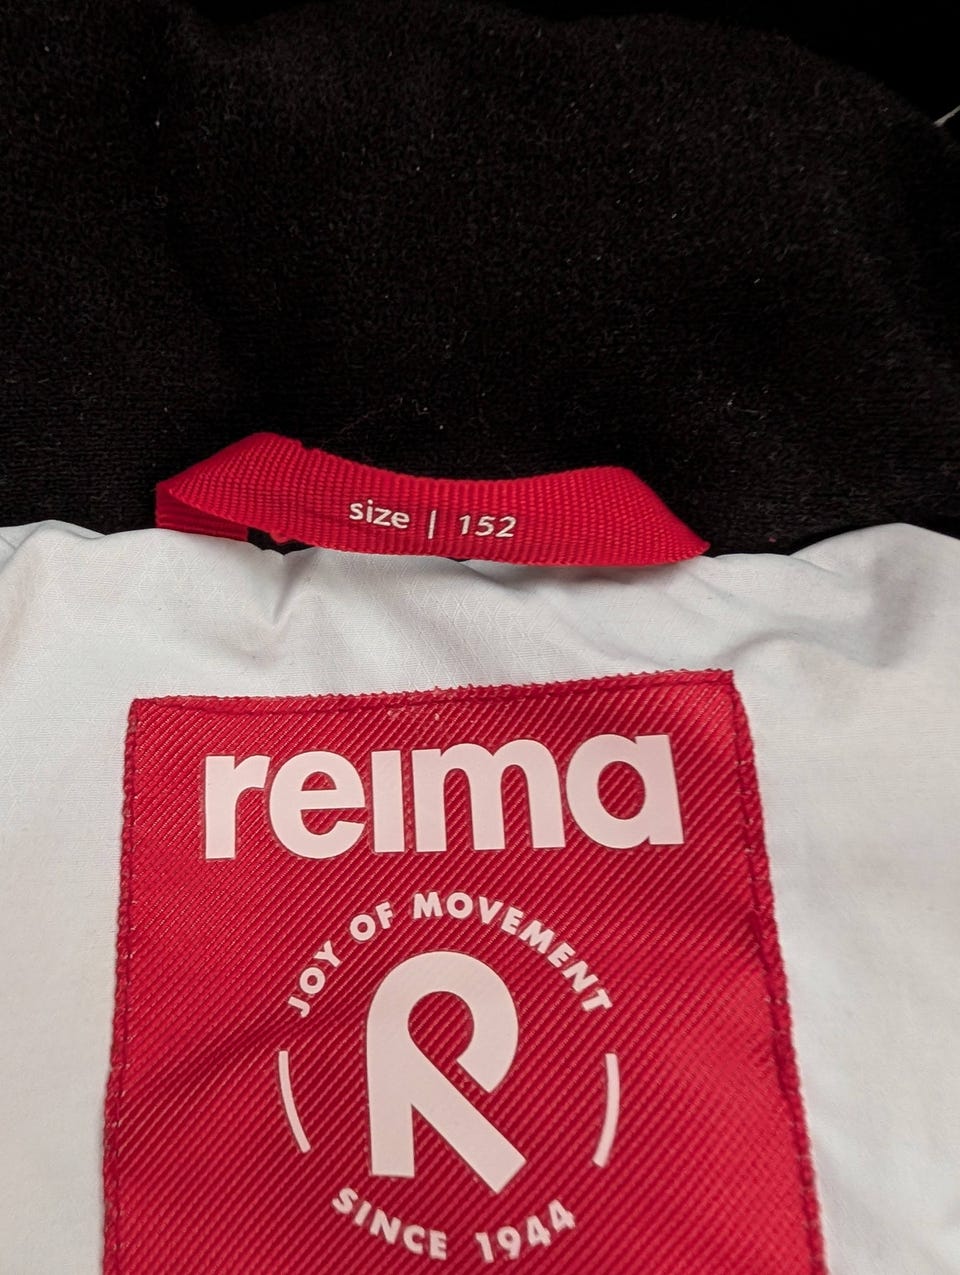 size | 152
reima
JOY OF MOVEMENT
R
SINCE 1944